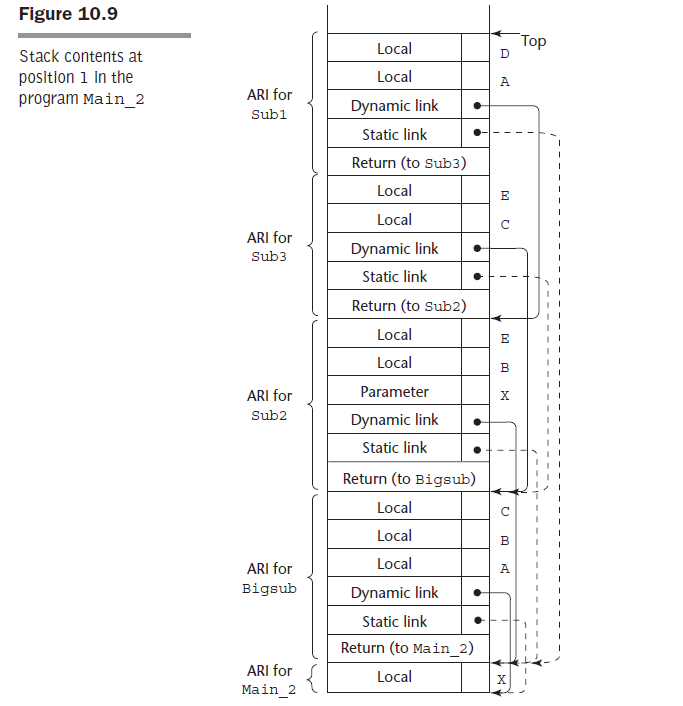 Figure 10.9
Stack contents at
position 1 in the
program Main_2
Top
ARI for
Sub1
Local
D
Local
A
Dynamic link
Static link
Return (to Sub3)
ARI for
Sub3
Local
E
Local
C
Dynamic link
Static link
Return (to Sub2)
ARI for
Sub2
Local
E
Local
B
Parameter
X
Dynamic link
Static link
Return (to Bigsub)
ARI for
Bigsub
Local
C
Local
B
Local
A
Dynamic link
Static link
Return (to Main_2)
ARI for
Main_2
Local
X